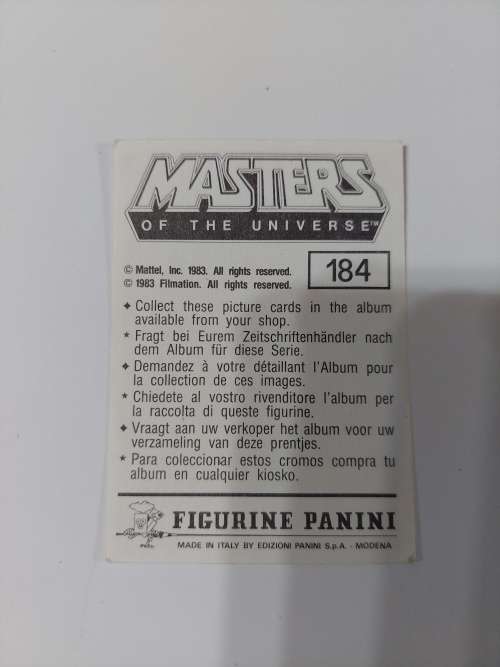 MASTERS
OF THE UNIVERSE™
© Mattel, Inc. 1983. All rights reserved.
© 1983 Filmation. All rights reserved.
184
✦ Collect these picture cards in the album
available from your shop.
★ Fragt bei Eurem Zeitschriftenhändler nach
dem Album für diese Serie.
✦ Demandez à votre détaillant l'Album pour
la collection de ces images.
★ Chiedete al vostro rivenditore l'album per
la raccolta di queste figurine.
✦ Vraagt aan uw verkoper het album voor uw
verzameling van deze prentjes.
★ Para coleccionar estos cromos compra tu
album en cualquier kiosko.
FIGURINE PANINI
MADE IN ITALY BY EDIZIONI PANINI S.p.A. - MODENA